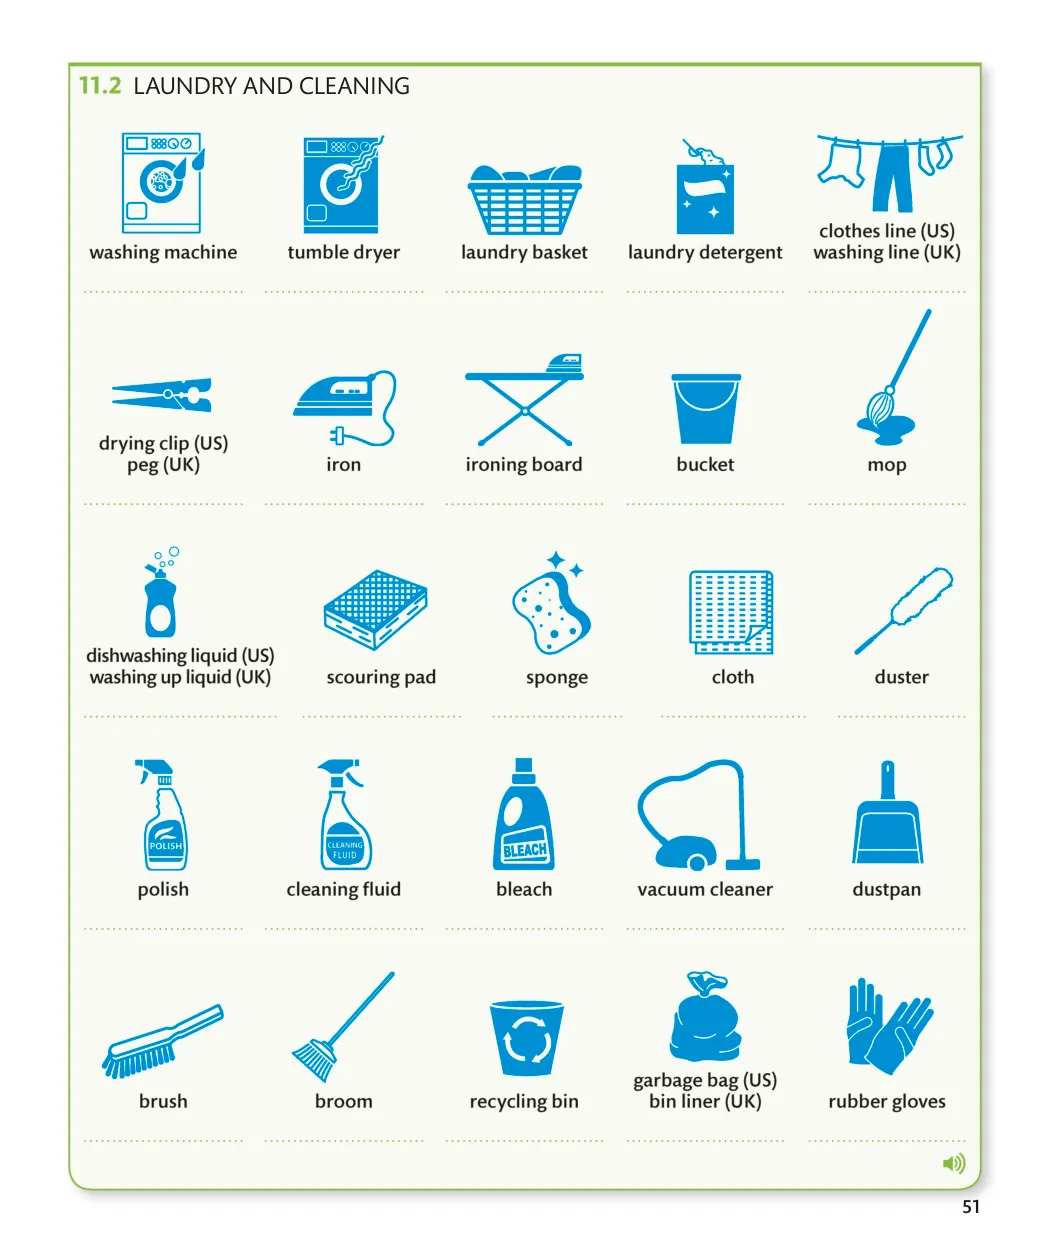 11.2 LAUNDRY AND CLEANING
washing machine
tumble dryer
laundry basket
laundry detergent
clothes line (US)
washing line (UK)
drying clip (US)
peg (UK)
iron
ironing board
bucket
mop
dishwashing liquid (US)
washing up liquid (UK)
scouring pad
sponge
cloth
duster
POLISH
polish
CLEANING
FLUID
cleaning fluid
BLEACH
bleach
vacuum cleaner
dustpan
brush
broom
recycling bin
garbage bag (US)
bin liner (UK)
rubber gloves
51